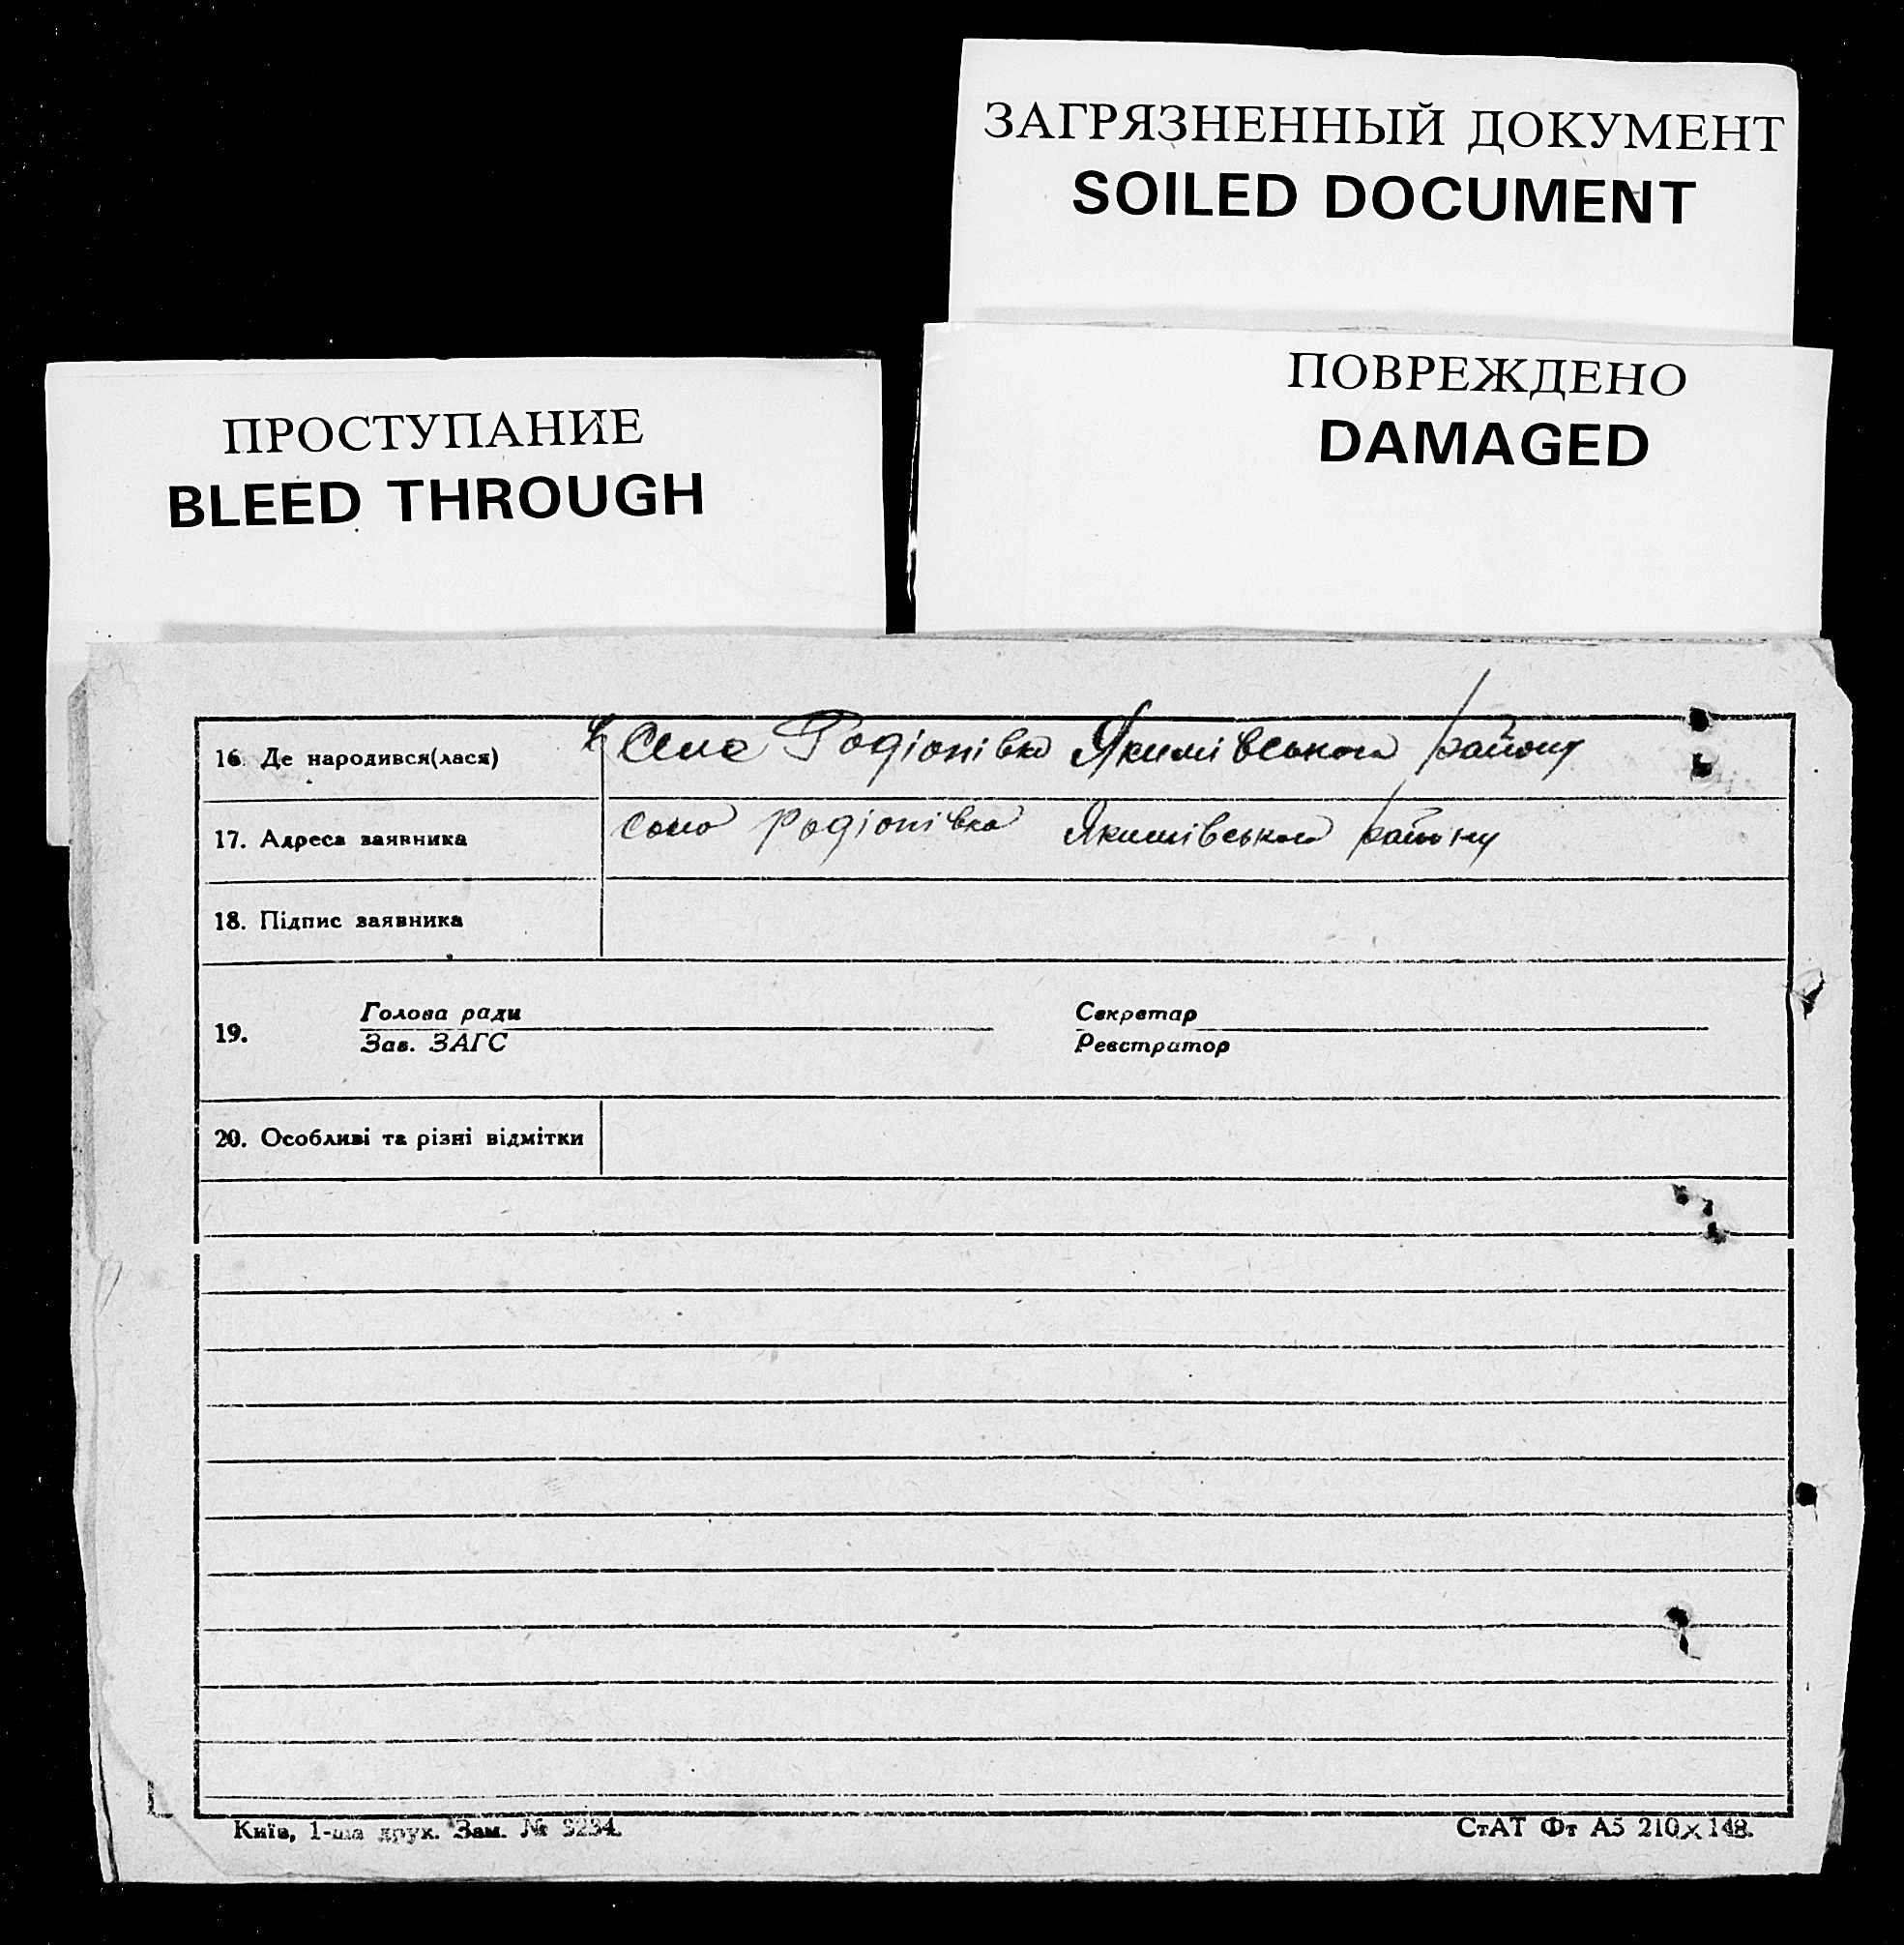 ЗАГРЯЗНЕННЫЙ ДОКУМЕНТ
SOILED DOCUMENT
ПОВРЕЖДЕНО
DAMAGED
ПРОСТУПАНИЕ
BLEED THROUGH
16. Де народився(лася) Село Родіонівка Якимівського району
17. Адреса заявника село Родіонівка Якимівського району
18. Підпис заявника
19. Голова ради Секретар
Зав. ЗАГС Реєстратор
20. Особливі та різні відмітки
Київ, 1-ша друк. Зам. № 3234.
СтАТ Фт А5 210×148.